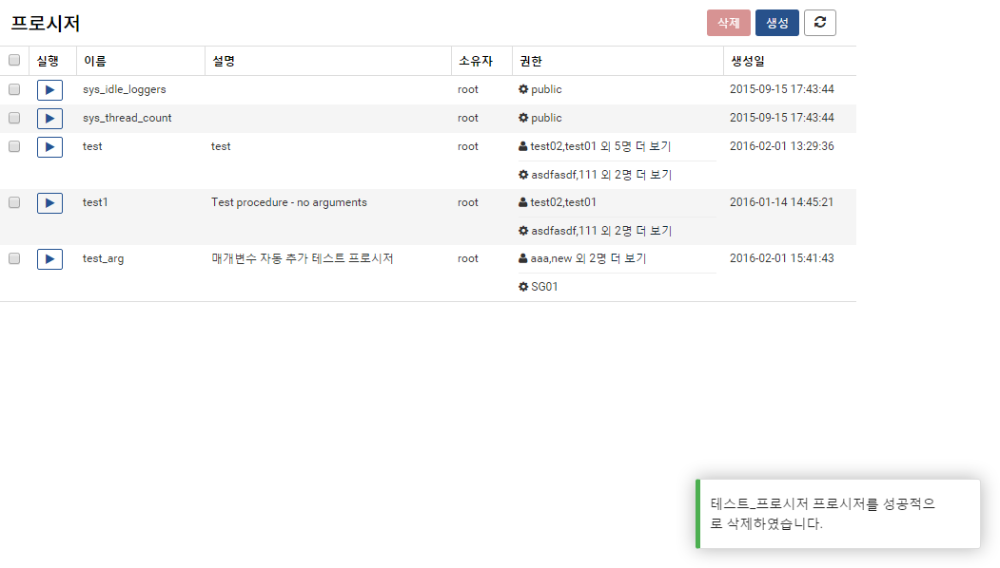 프로시저
삭제 생성
실행 이름 설명 소유자 권한 생성일
sys_idle_loggers root public 2015-09-15 17:43:44
sys_thread_count root public 2015-09-15 17:43:44
test test root test02,test01 외 5명 더 보기 2016-02-01 13:29:36
asdfasdf,111 외 2명 더 보기
test1 Test procedure - no arguments root test02,test01 2016-01-14 14:45:21
asdfasdf,111 외 2명 더 보기
test_arg 매개변수 자동 추가 테스트 프로시저 root aaa,new 외 2명 더 보기 2016-02-01 15:41:43
SG01
테스트_프로시저 프로시저를 성공적으
로 삭제하였습니다.